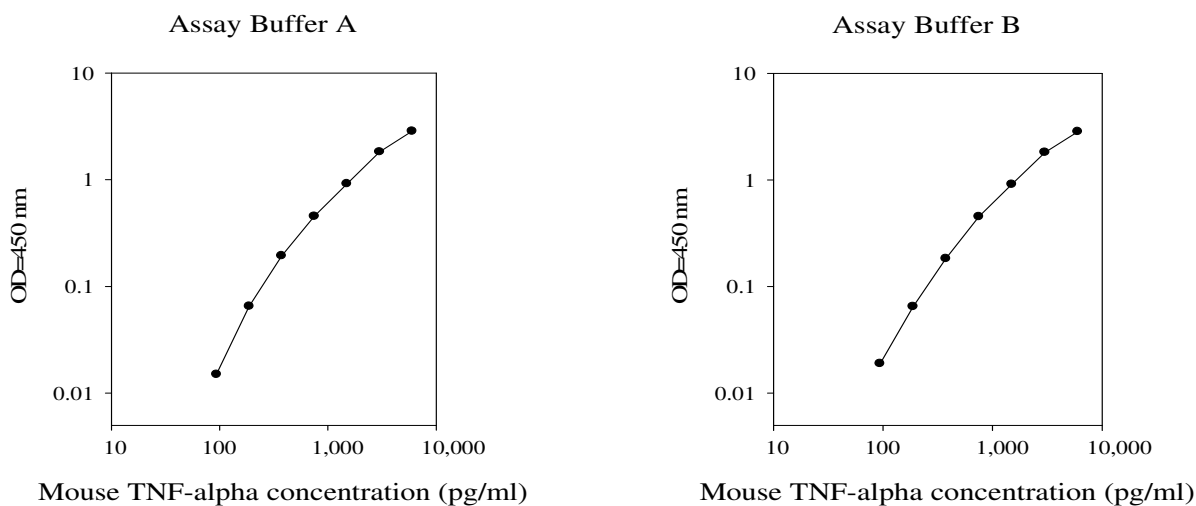 Assay Buffer A
10
1
0.1
0.01
OD=450 nm
10
100
1,000
10,000
Mouse TNF-alpha concentration (pg/ml)
Assay Buffer B
10
1
0.1
0.01
OD=450 nm
10
100
1,000
10,000
Mouse TNF-alpha concentration (pg/ml)